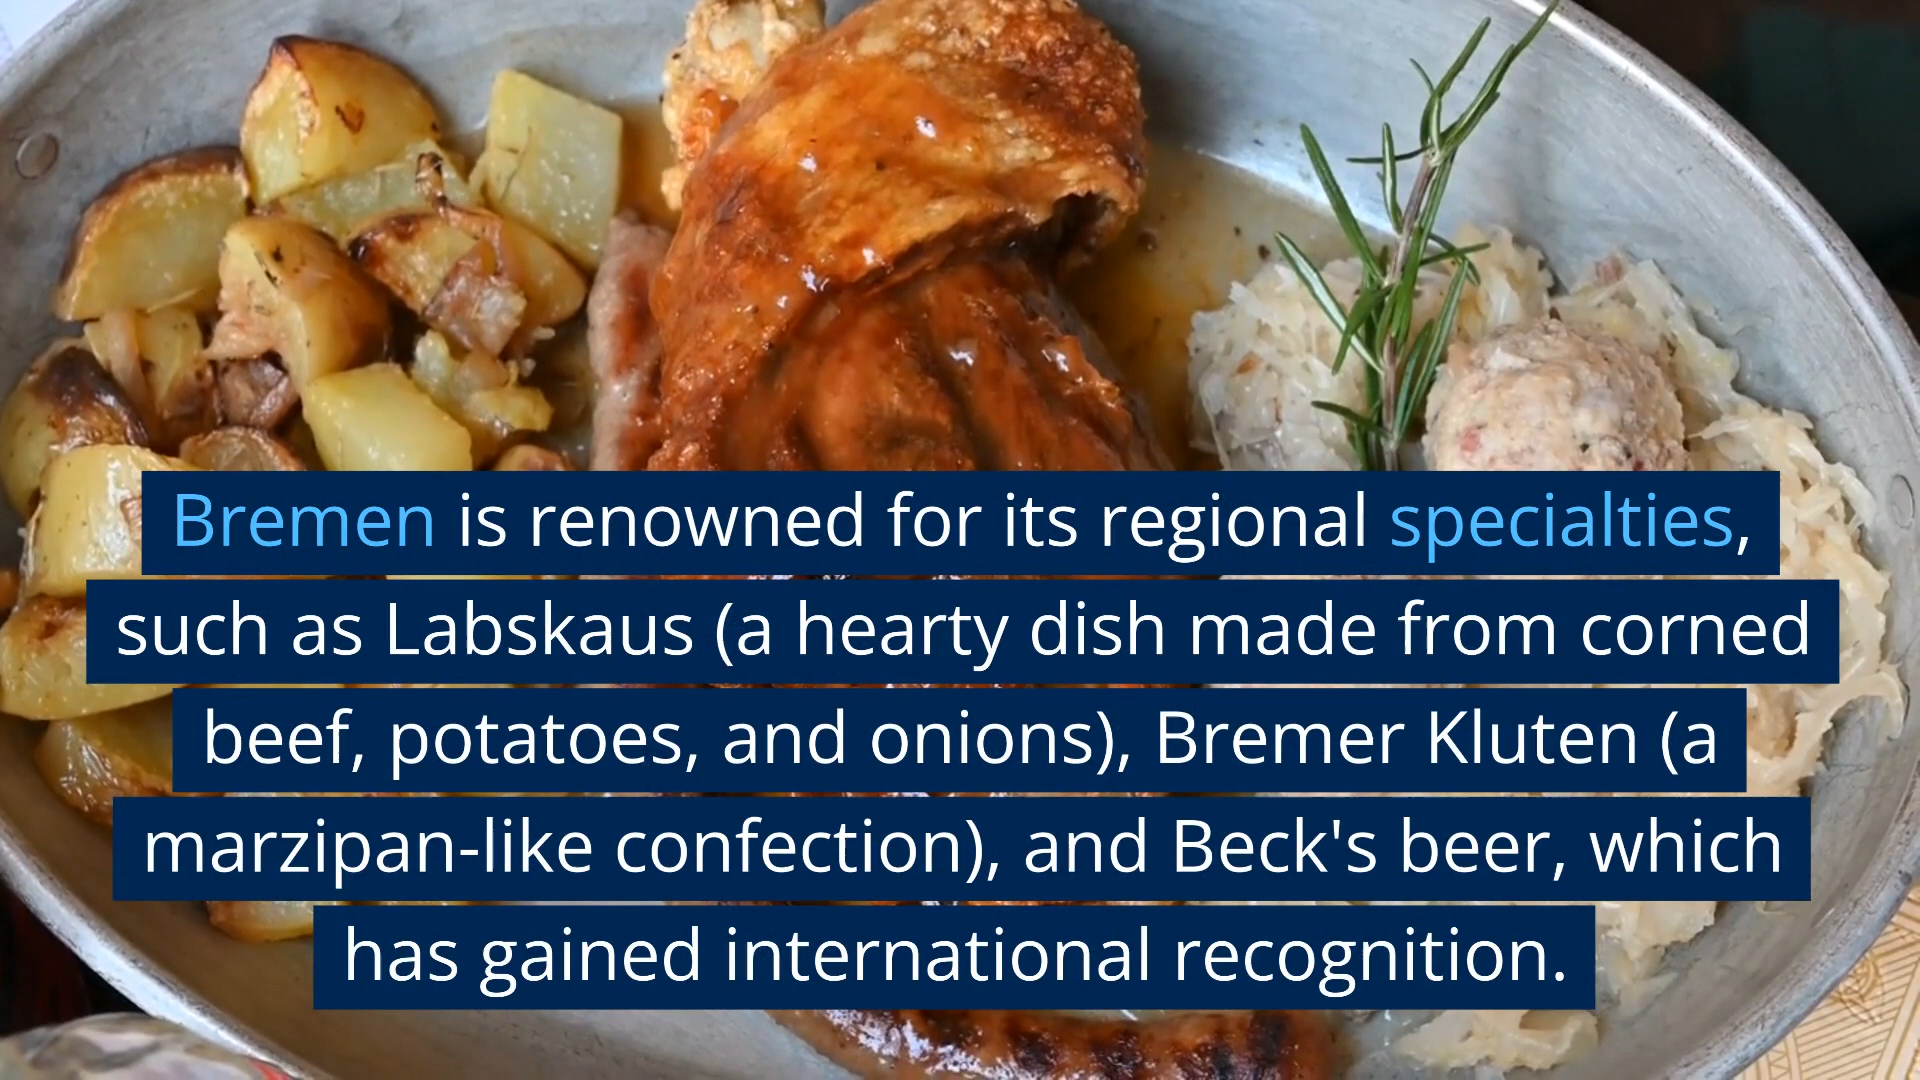 Bremen is renowned for its regional specialties,
such as Labskaus (a hearty dish made from corned
beef, potatoes, and onions), Bremer Kluten (a
marzipan-like confection), and Beck's beer, which
has gained international recognition.